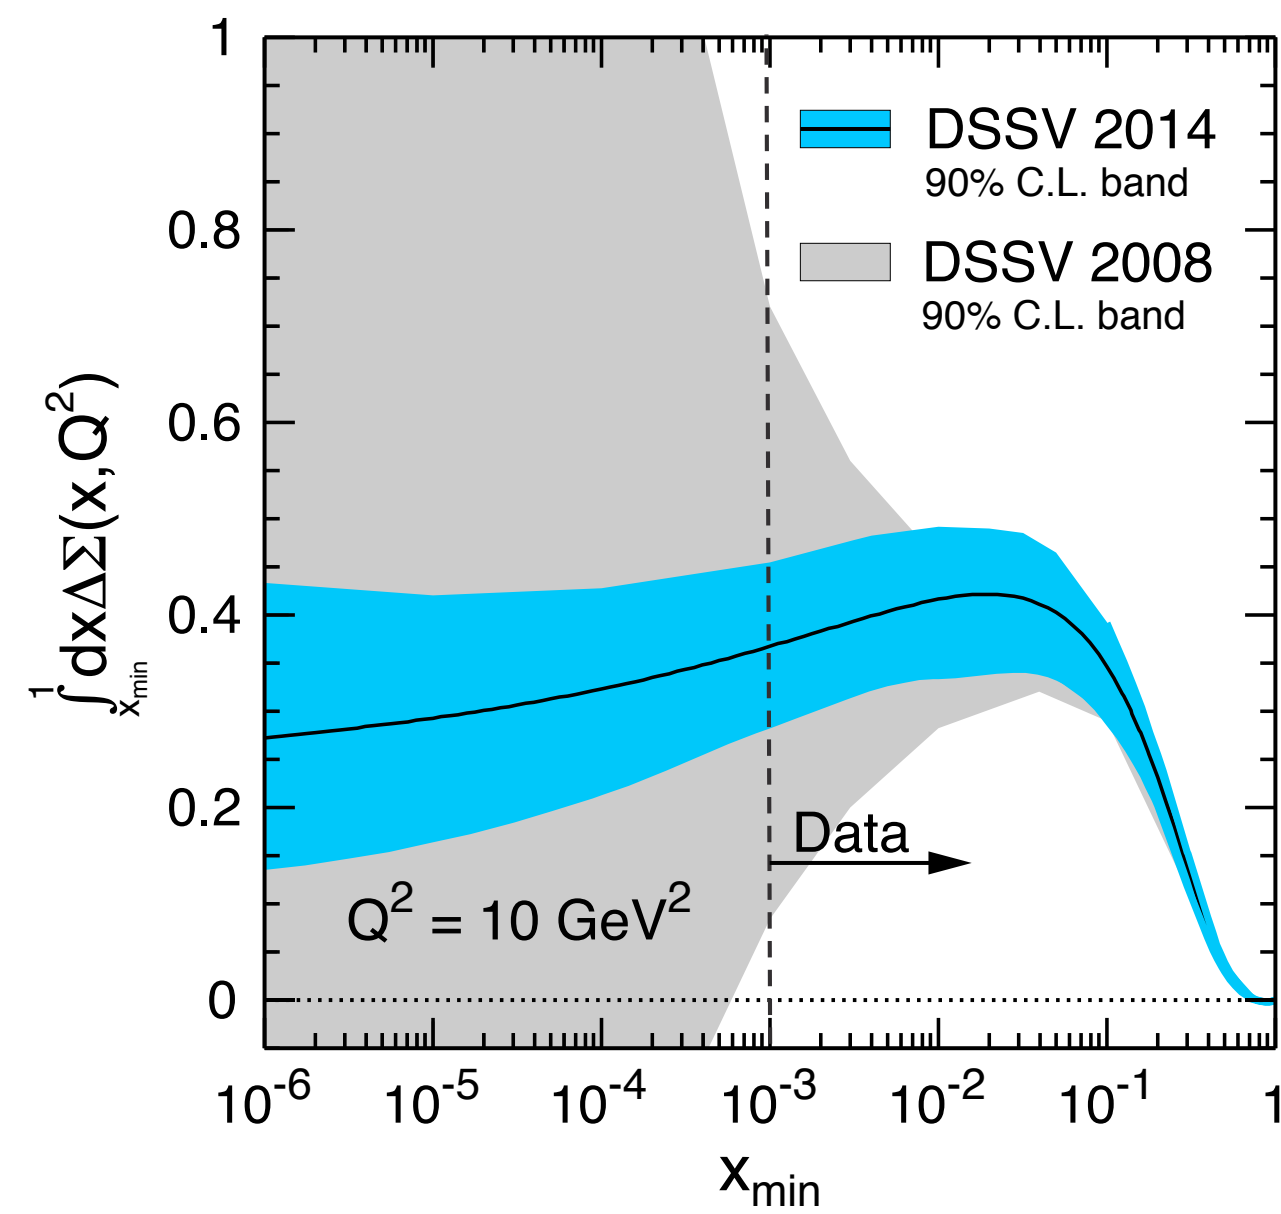 1
0.8
0.6
0.4
0.2
0
∫₍xmin₎¹ dxΔΣ(x,Q²)
DSSV 2014
90% C.L. band
DSSV 2008
90% C.L. band
Data
Q² = 10 GeV²
10⁻⁶ 10⁻⁵ 10⁻⁴ 10⁻³ 10⁻² 10⁻¹ 1
xmin